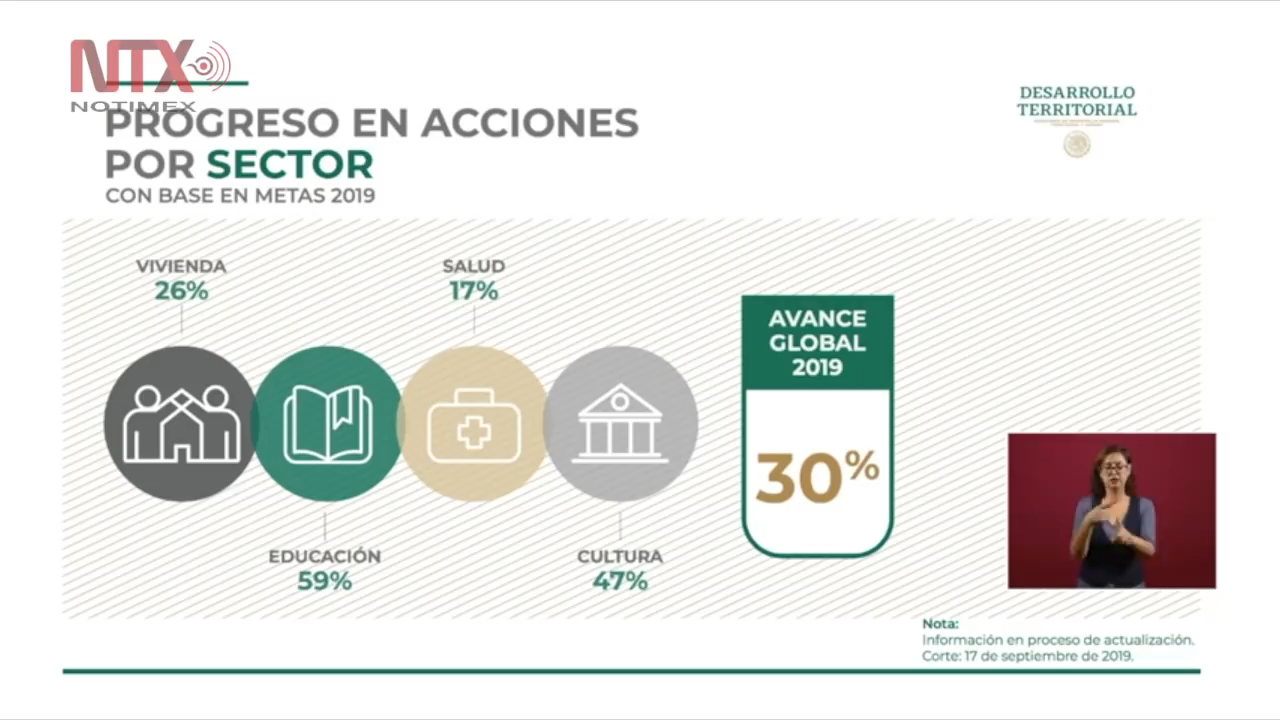 NTX
NOTIMEX
PROGRESO EN ACCIONES
POR SECTOR
CON BASE EN METAS 2019
DESARROLLO
TERRITORIAL
VIVIENDA
26%
SALUD
17%
EDUCACIÓN
59%
CULTURA
47%
AVANCE
GLOBAL
2019
30%
Nota:
Información en proceso de actualización.
Corte: 17 de septiembre de 2019.